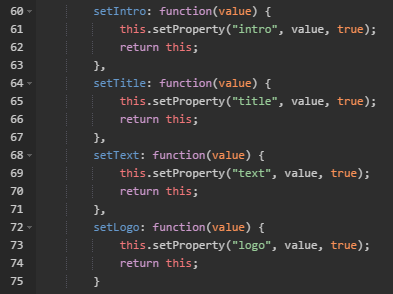 60 setIntro: function(value) {
61 this.setProperty("intro", value, true);
62 return this;
63 },
64 setTitle: function(value) {
65 this.setProperty("title", value, true);
66 return this;
67 },
68 setText: function(value) {
69 this.setProperty("text", value, true);
70 return this;
71 },
72 setLogo: function(value) {
73 this.setProperty("logo", value, true);
74 return this;
75 }